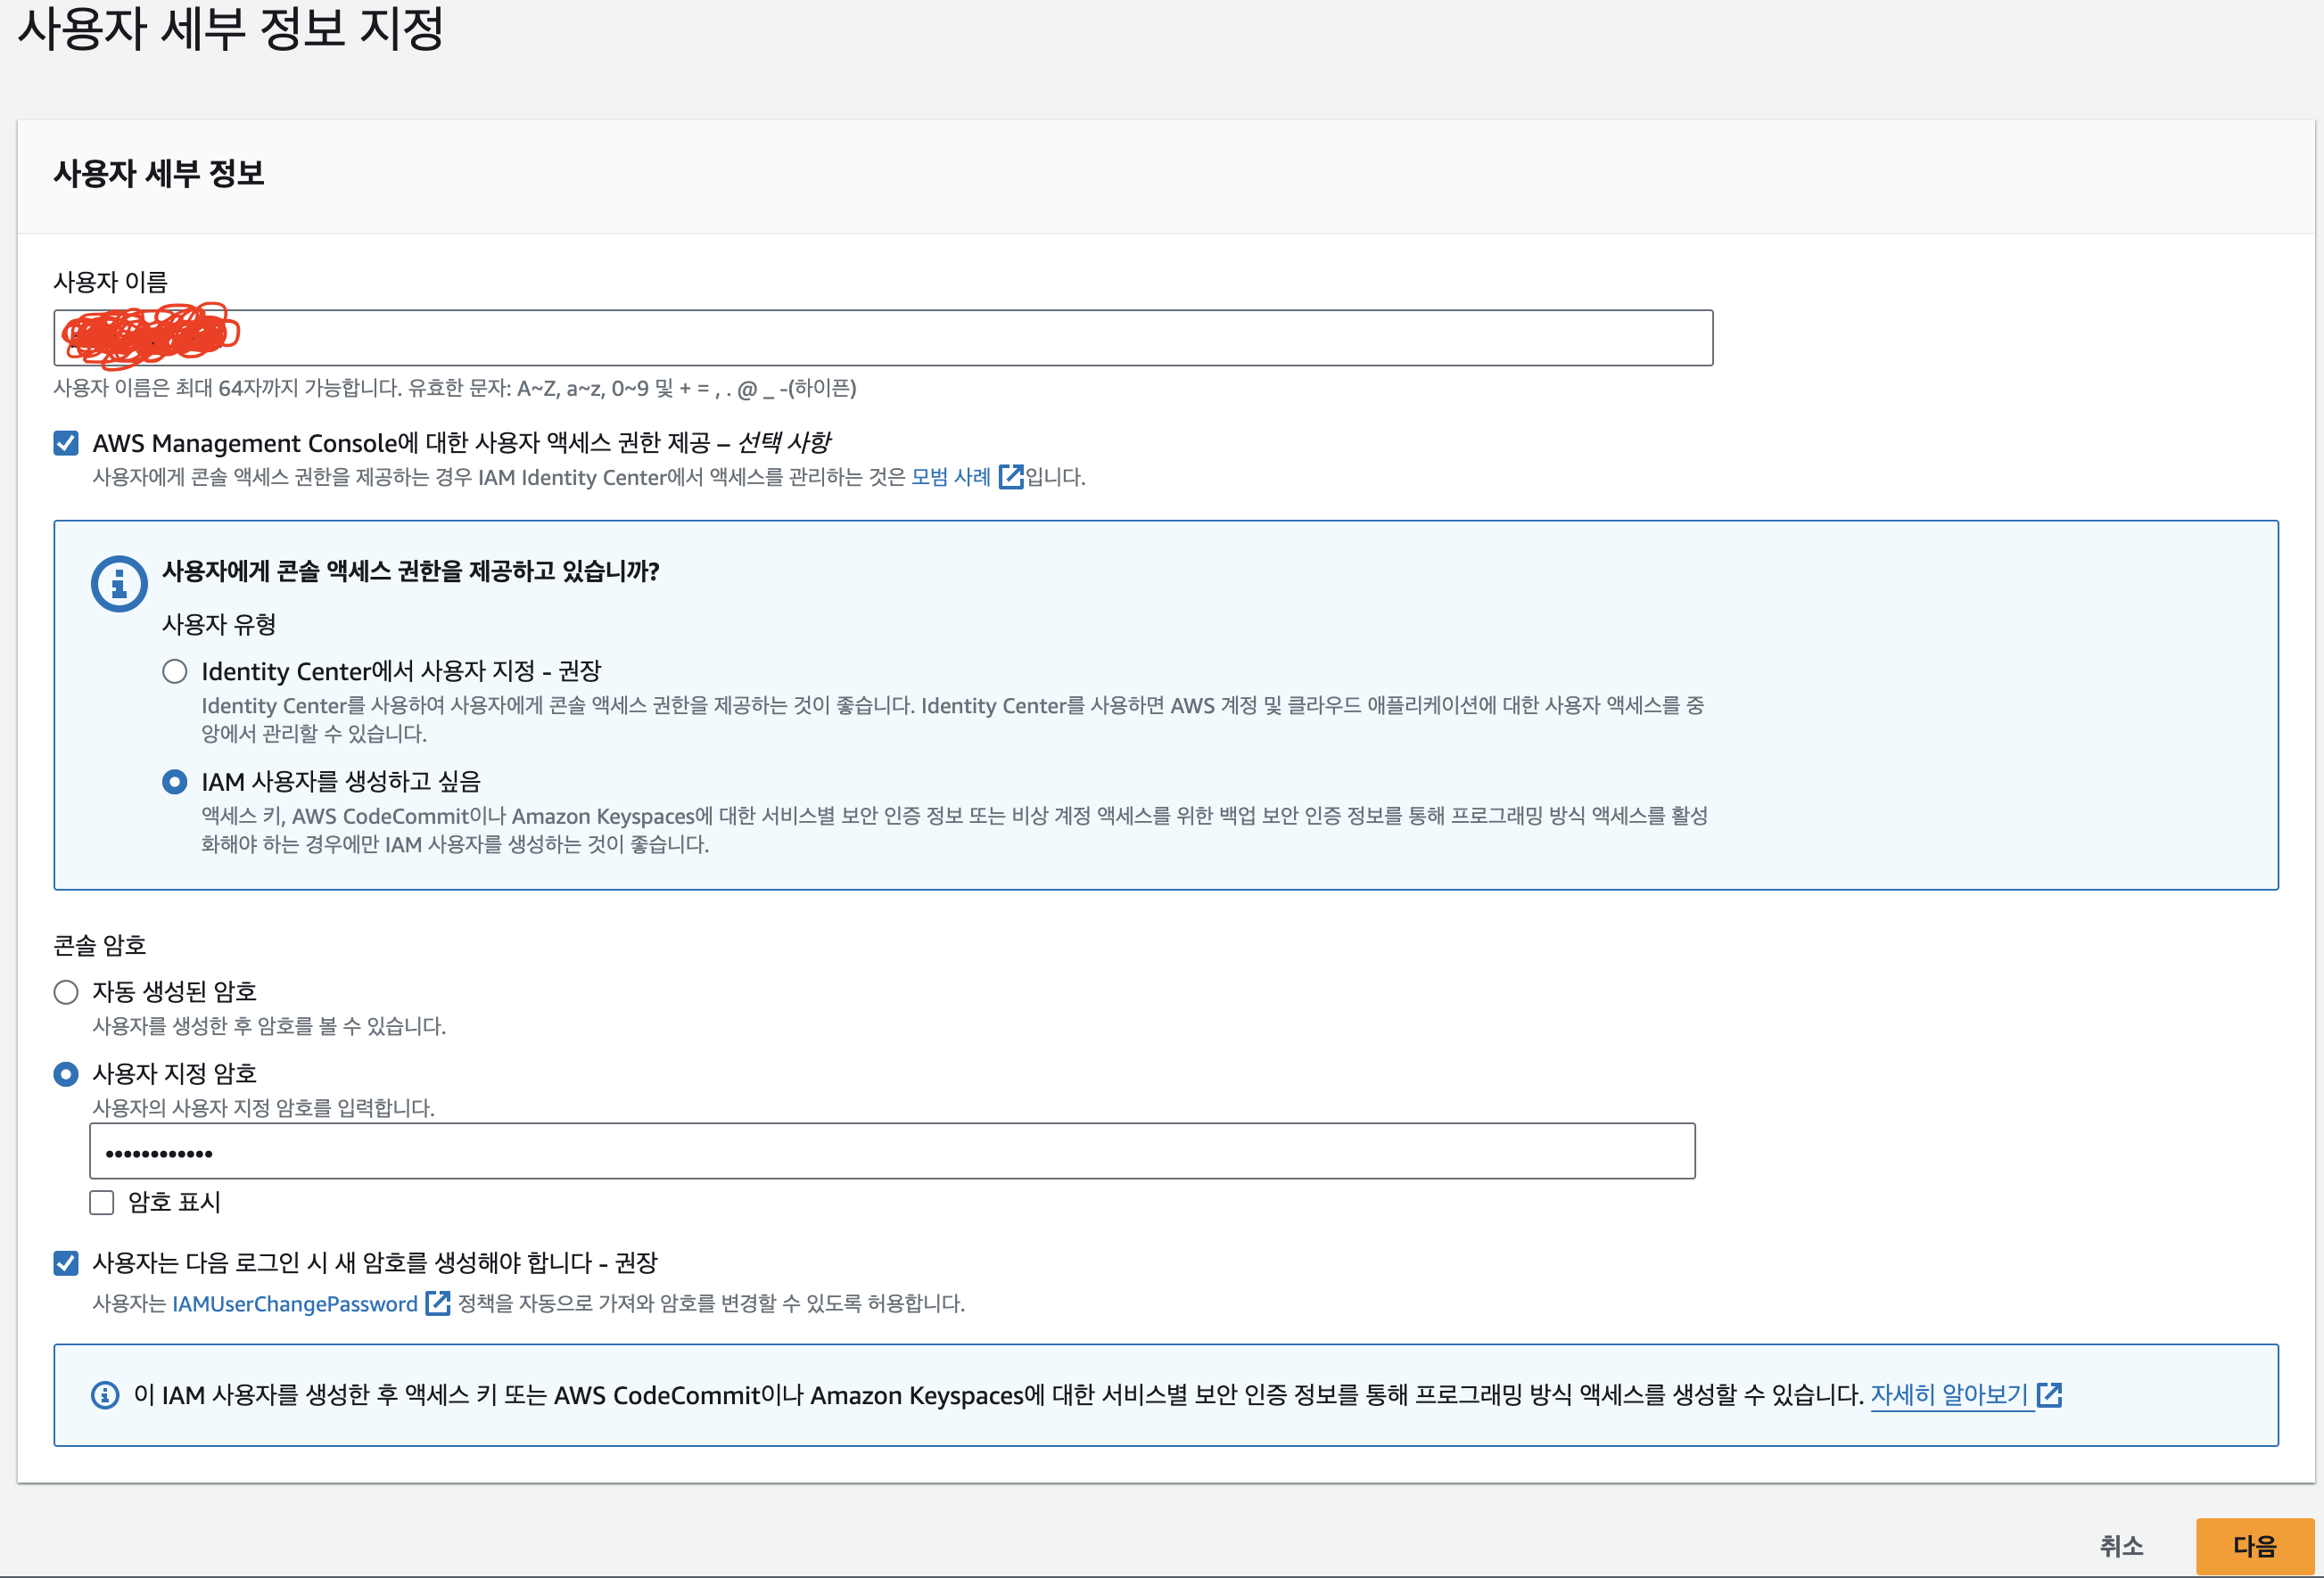 사용자 세부 정보 지정
사용자 세부 정보
사용자 이름
사용자 이름은 최대 64자까지 가능합니다. 유효한 문자: A~Z, a~z, 0~9 및 + = , . @ _ -(하이픈)
AWS Management Console에 대한 사용자 액세스 권한 제공 – 선택 사항
사용자에게 콘솔 액세스 권한을 제공하는 경우 IAM Identity Center에서 액세스를 관리하는 것은 모범 사례 입니다.
사용자에게 콘솔 액세스 권한을 제공하고 있습니까?
사용자 유형
Identity Center에서 사용자 지정 - 권장
Identity Center를 사용하여 사용자에게 콘솔 액세스 권한을 제공하는 것이 좋습니다. Identity Center를 사용하면 AWS 계정 및 클라우드 애플리케이션에 대한 사용자 액세스를 중
앙에서 관리할 수 있습니다.
IAM 사용자를 생성하고 싶음
액세스 키, AWS CodeCommit이나 Amazon Keyspaces에 대한 서비스별 보안 인증 정보 또는 비상 계정 액세스를 위한 백업 보안 인증 정보를 통해 프로그래밍 방식 액세스를 활성
화해야 하는 경우에만 IAM 사용자를 생성하는 것이 좋습니다.
콘솔 암호
자동 생성된 암호
사용자를 생성한 후 암호를 볼 수 있습니다.
사용자 지정 암호
사용자의 사용자 지정 암호를 입력합니다.
••••••••••••
암호 표시
사용자는 다음 로그인 시 새 암호를 생성해야 합니다 - 권장
사용자는 IAMUserChangePassword 정책을 자동으로 가져와 암호를 변경할 수 있도록 허용합니다.
이 IAM 사용자를 생성한 후 액세스 키 또는 AWS CodeCommit이나 Amazon Keyspaces에 대한 서비스별 보안 인증 정보를 통해 프로그래밍 방식 액세스를 생성할 수 있습니다. 자세히 알아보기
취소
다음